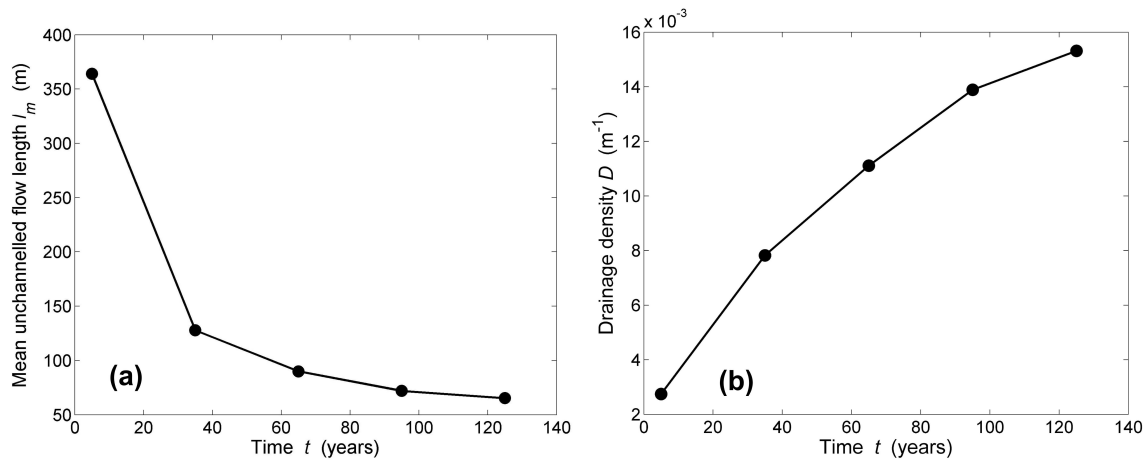 400
350
300
250
200
150
100
50
0 20 40 60 80 100 120 140
Mean unchannelled flow length l_m (m)
Time t (years)
(a)
16 x 10^-3
14
12
10
8
6
4
2
0 20 40 60 80 100 120 140
Drainage density D (m^-1)
Time t (years)
(b)